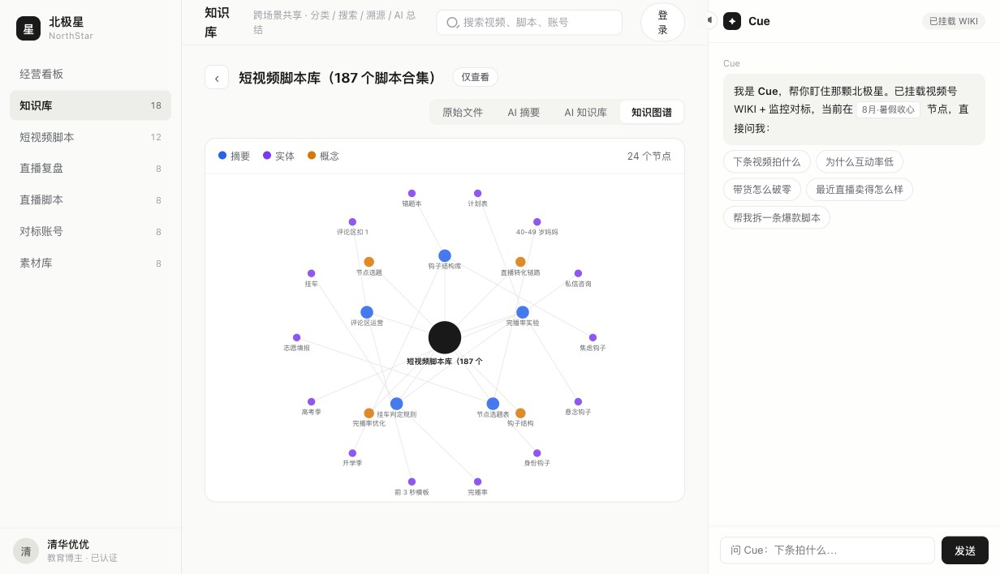 星
北极星
NorthStar
经营看板
知识库 18
短视频脚本 12
直播复盘 8
直播脚本 8
对标账号 8
素材库 8
清
清华优优
教育博主 · 已认证
知识
库
跨场景共享 · 分类 / 搜索 / 溯源 / AI 总
结
搜索视频、脚本、账号
登
录
‹ 短视频脚本库（187 个脚本合集） 仅查看
原始文件 AI 摘要 AI 知识库 知识图谱
摘要 实体 概念 24 个节点
错题本 计划表
评论区扣 1 40-49 岁妈妈
钩子结构库
节点选题 直播转化链路
挂车 私信咨询
评论区运营 完播率实验
志愿填报 焦虑钩子
短视频脚本库（187 个
高考季 悬念钩子
挂车判定规则 节点选题表
完播率优化 钩子结构
开学季 身份钩子
前 3 秒模板 完播率
Cue 已挂载 WIKI
Cue
我是 Cue，帮你盯住那颗北极星。已挂载视频号
WIKI + 监控对标，当前在 8月·暑假收心 节点，直
接问我：
下条视频拍什么 为什么互动率低
带货怎么破零 最近直播卖得怎么样
帮我拆一条爆款脚本
问 Cue：下条拍什么… 发送